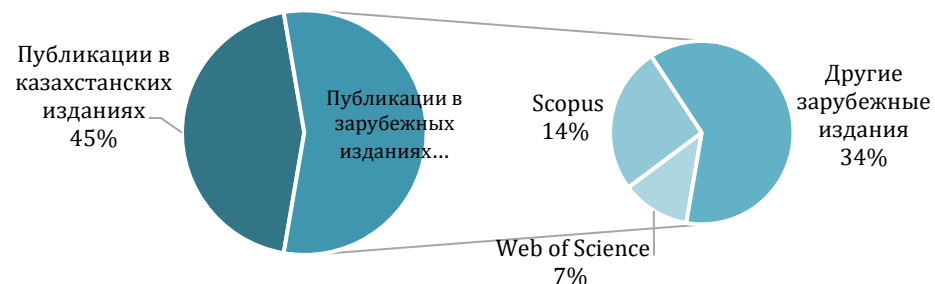 Публикации в
казахстанских
изданиях
45%
Публикации в
зарубежных
изданиях...
Scopus
14%
Web of Science
7%
Другие
зарубежные
издания
34%